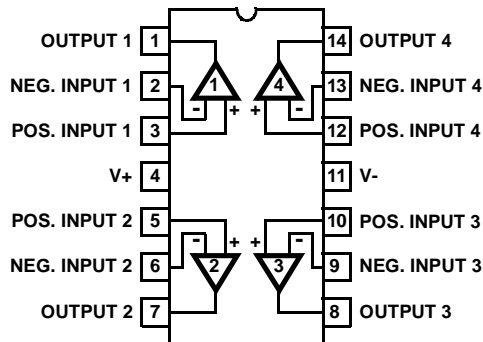 OUTPUT 1 1 14 OUTPUT 4
NEG. INPUT 1 2 1 4 13 NEG. INPUT 4
- + + -
POS. INPUT 1 3 12 POS. INPUT 4
V+ 4 11 V-
POS. INPUT 2 5 10 POS. INPUT 3
- + + -
NEG. INPUT 2 6 2 3 9 NEG. INPUT 3
OUTPUT 2 7 8 OUTPUT 3